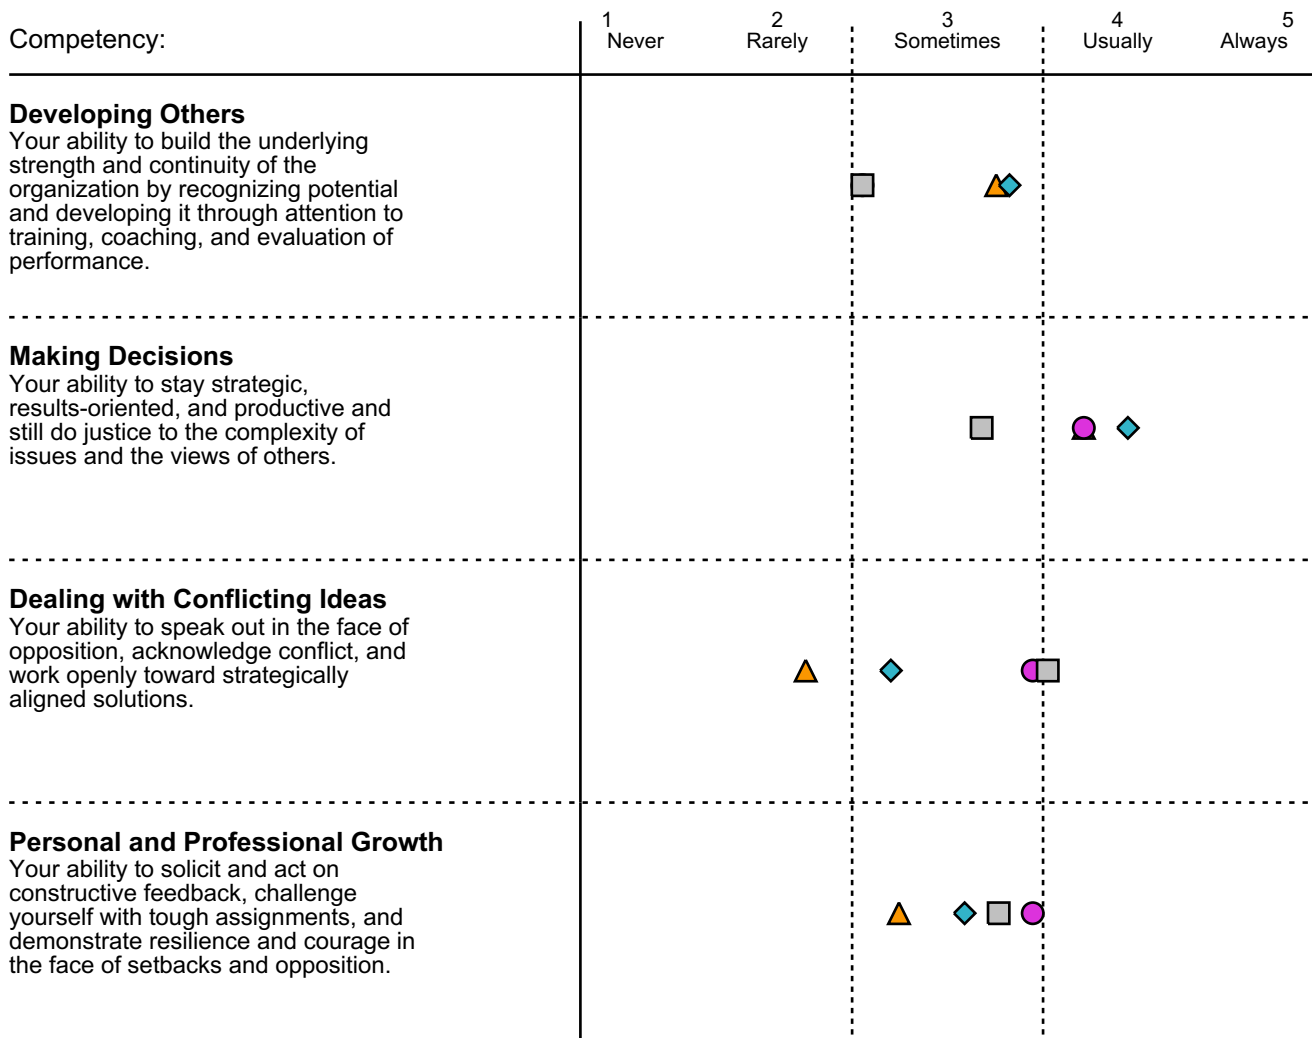 1 2 3 4 5
Competency: Never Rarely Sometimes Usually Always
Developing Others
Your ability to build the underlying
strength and continuity of the
organization by recognizing potential
and developing it through attention to
training, coaching, and evaluation of
performance.
Making Decisions
Your ability to stay strategic,
results-oriented, and productive and
still do justice to the complexity of
issues and the views of others.
Dealing with Conflicting Ideas
Your ability to speak out in the face of
opposition, acknowledge conflict, and
work openly toward strategically
aligned solutions.
Personal and Professional Growth
Your ability to solicit and act on
constructive feedback, challenge
yourself with tough assignments, and
demonstrate resilience and courage in
the face of setbacks and opposition.